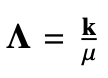 Λ = k/μ